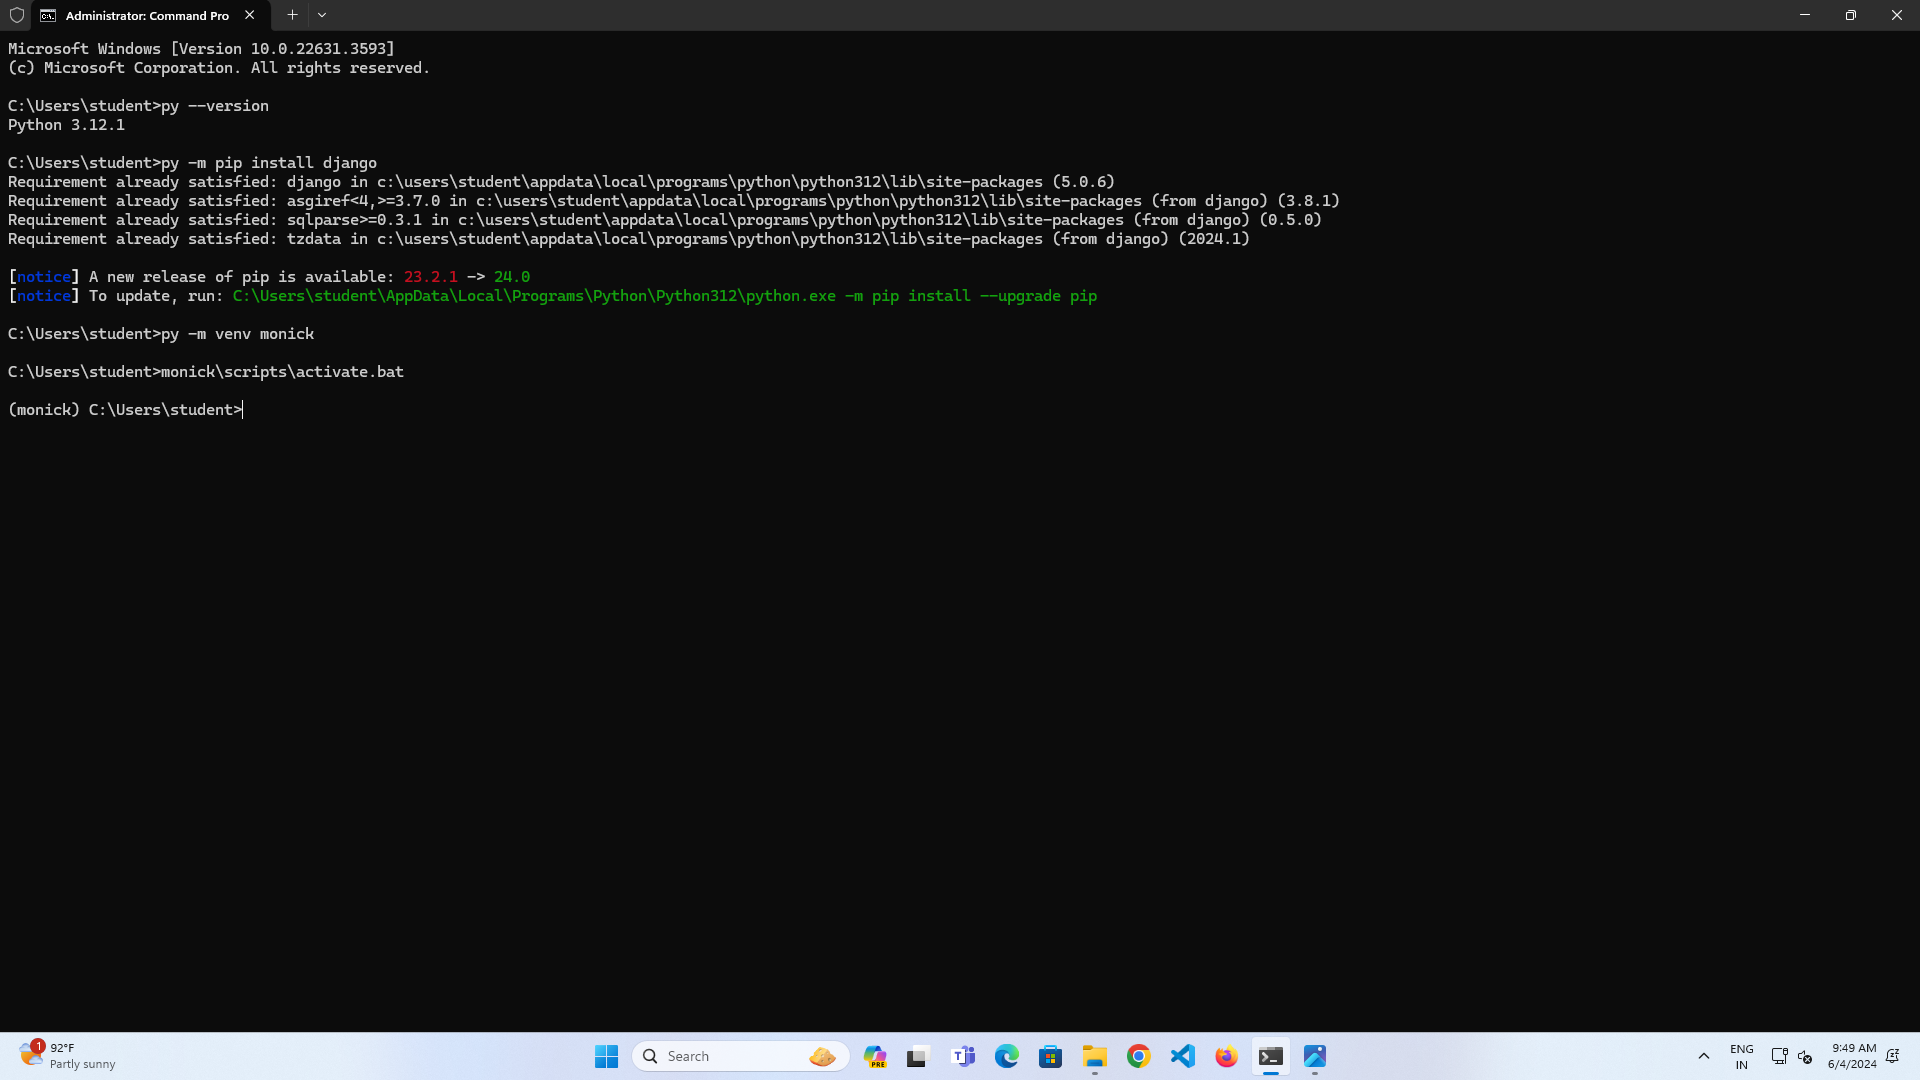 Administrator: Command Pro
Microsoft Windows [Version 10.0.22631.3593]
(c) Microsoft Corporation. All rights reserved.
C:\Users\student>py --version
Python 3.12.1
C:\Users\student>py -m pip install django
Requirement already satisfied: django in c:\users\student\appdata\local\programs\python\python312\lib\site-packages (5.0.6)
Requirement already satisfied: asgiref<4,>=3.7.0 in c:\users\student\appdata\local\programs\python\python312\lib\site-packages (from django) (3.8.1)
Requirement already satisfied: sqlparse>=0.3.1 in c:\users\student\appdata\local\programs\python\python312\lib\site-packages (from django) (0.5.0)
Requirement already satisfied: tzdata in c:\users\student\appdata\local\programs\python\python312\lib\site-packages (from django) (2024.1)
[notice] A new release of pip is available: 23.2.1 -> 24.0
[notice] To update, run: C:\Users\student\AppData\Local\Programs\Python\Python312\python.exe -m pip install --upgrade pip
C:\Users\student>py -m venv monick
C:\Users\student>monick\scripts\activate.bat
(monick) C:\Users\student>
1
92°F
Partly sunny
Search
PRE
ENG
IN
9:49 AM
6/4/2024